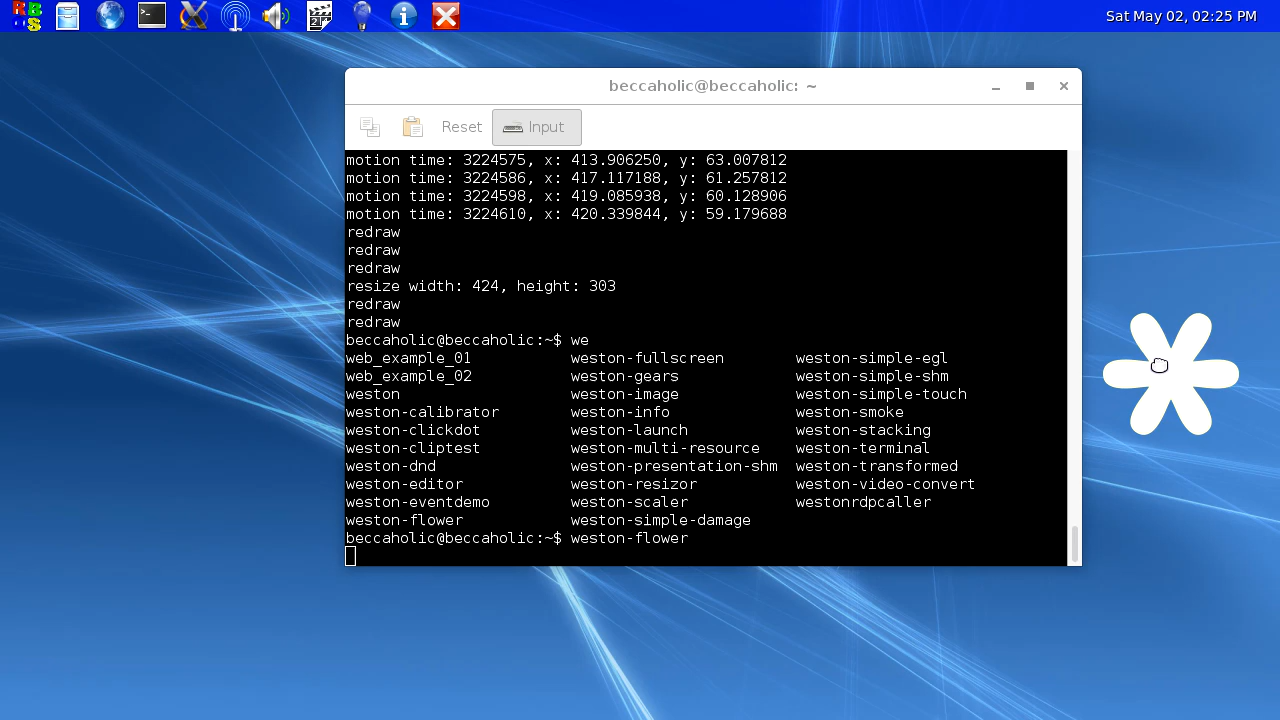 RBOS
Sat May 02, 02:25 PM
beccaholic@beccaholic: ~
Reset Input
motion time: 3224575, x: 413.906250, y: 63.007812
motion time: 3224586, x: 417.117188, y: 61.257812
motion time: 3224598, x: 419.085938, y: 60.128906
motion time: 3224610, x: 420.339844, y: 59.179688
redraw
redraw
redraw
resize width: 424, height: 303
redraw
redraw
beccaholic@beccaholic:~$ we
web_example_01 weston-fullscreen weston-simple-egl
web_example_02 weston-gears weston-simple-shm
weston weston-image weston-simple-touch
weston-calibrator weston-info weston-smoke
weston-clickdot weston-launch weston-stacking
weston-cliptest weston-multi-resource weston-terminal
weston-dnd weston-presentation-shm weston-transformed
weston-editor weston-resizor weston-video-convert
weston-eventdemo weston-scaler westonrdpcaller
weston-flower weston-simple-damage
beccaholic@beccaholic:~$ weston-flower